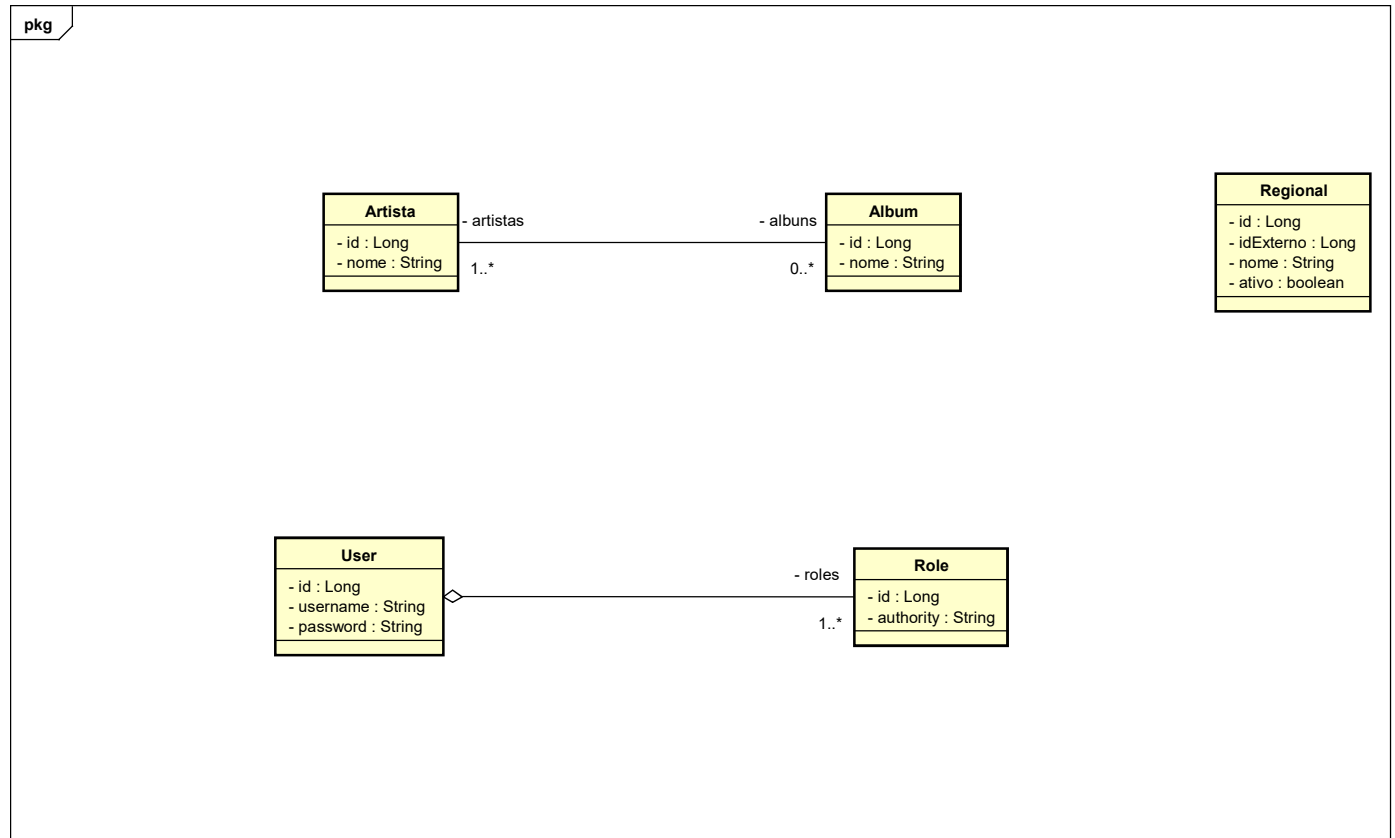 pkg
Artista
- id : Long
- nome : String
- artistas
1..*
- albuns
0..*
Album
- id : Long
- nome : String
Regional
- id : Long
- idExterno : Long
- nome : String
- ativo : boolean
User
- id : Long
- username : String
- password : String
- roles
1..*
Role
- id : Long
- authority : String